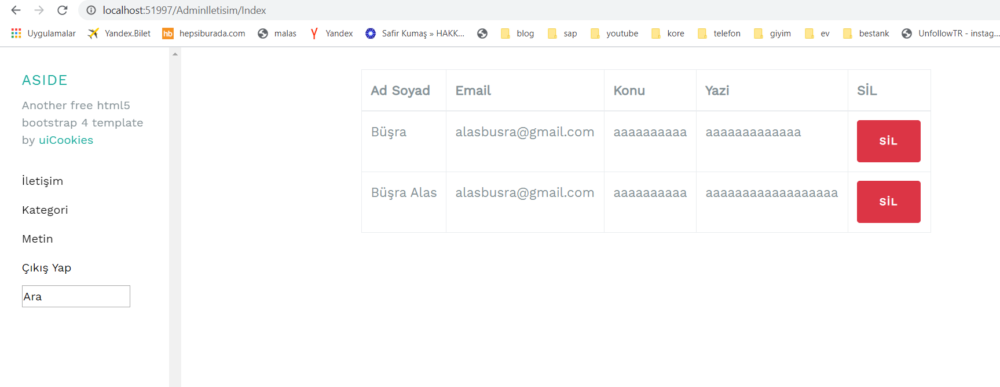 localhost:51997/AdminIletisim/Index
Uygulamalar Yandex.Bilet hb hepsiburada.com malas Yandex Safir Kumaş » HAKK... blog sap youtube kore telefon giyim ev bestank UnfollowTR - instag...
ASIDE
Another free html5
bootstrap 4 template
by uiCookies
İletişim
Kategori
Metin
Çıkış Yap
Ara
Ad Soyad Email Konu Yazi SİL
Büşra alasbusra@gmail.com aaaaaaaaaa aaaaaaaaaaaaa SİL
Büşra Alas alasbusra@gmail.com aaaaaaaaaa aaaaaaaaaaaaaaaaaa SİL